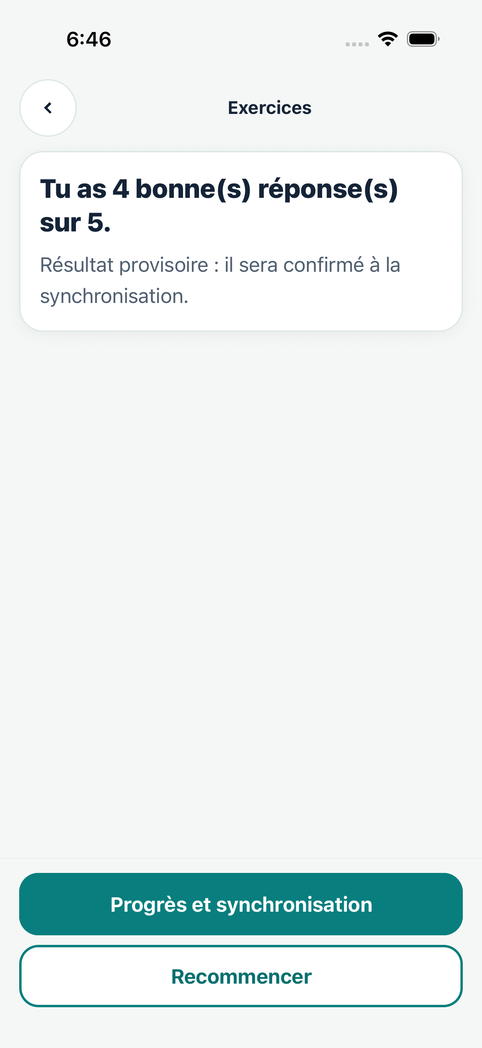 6:46
Exercices
Tu as 4 bonne(s) réponse(s)
sur 5.
Résultat provisoire : il sera confirmé à la
synchronisation.
Progrès et synchronisation
Recommencer